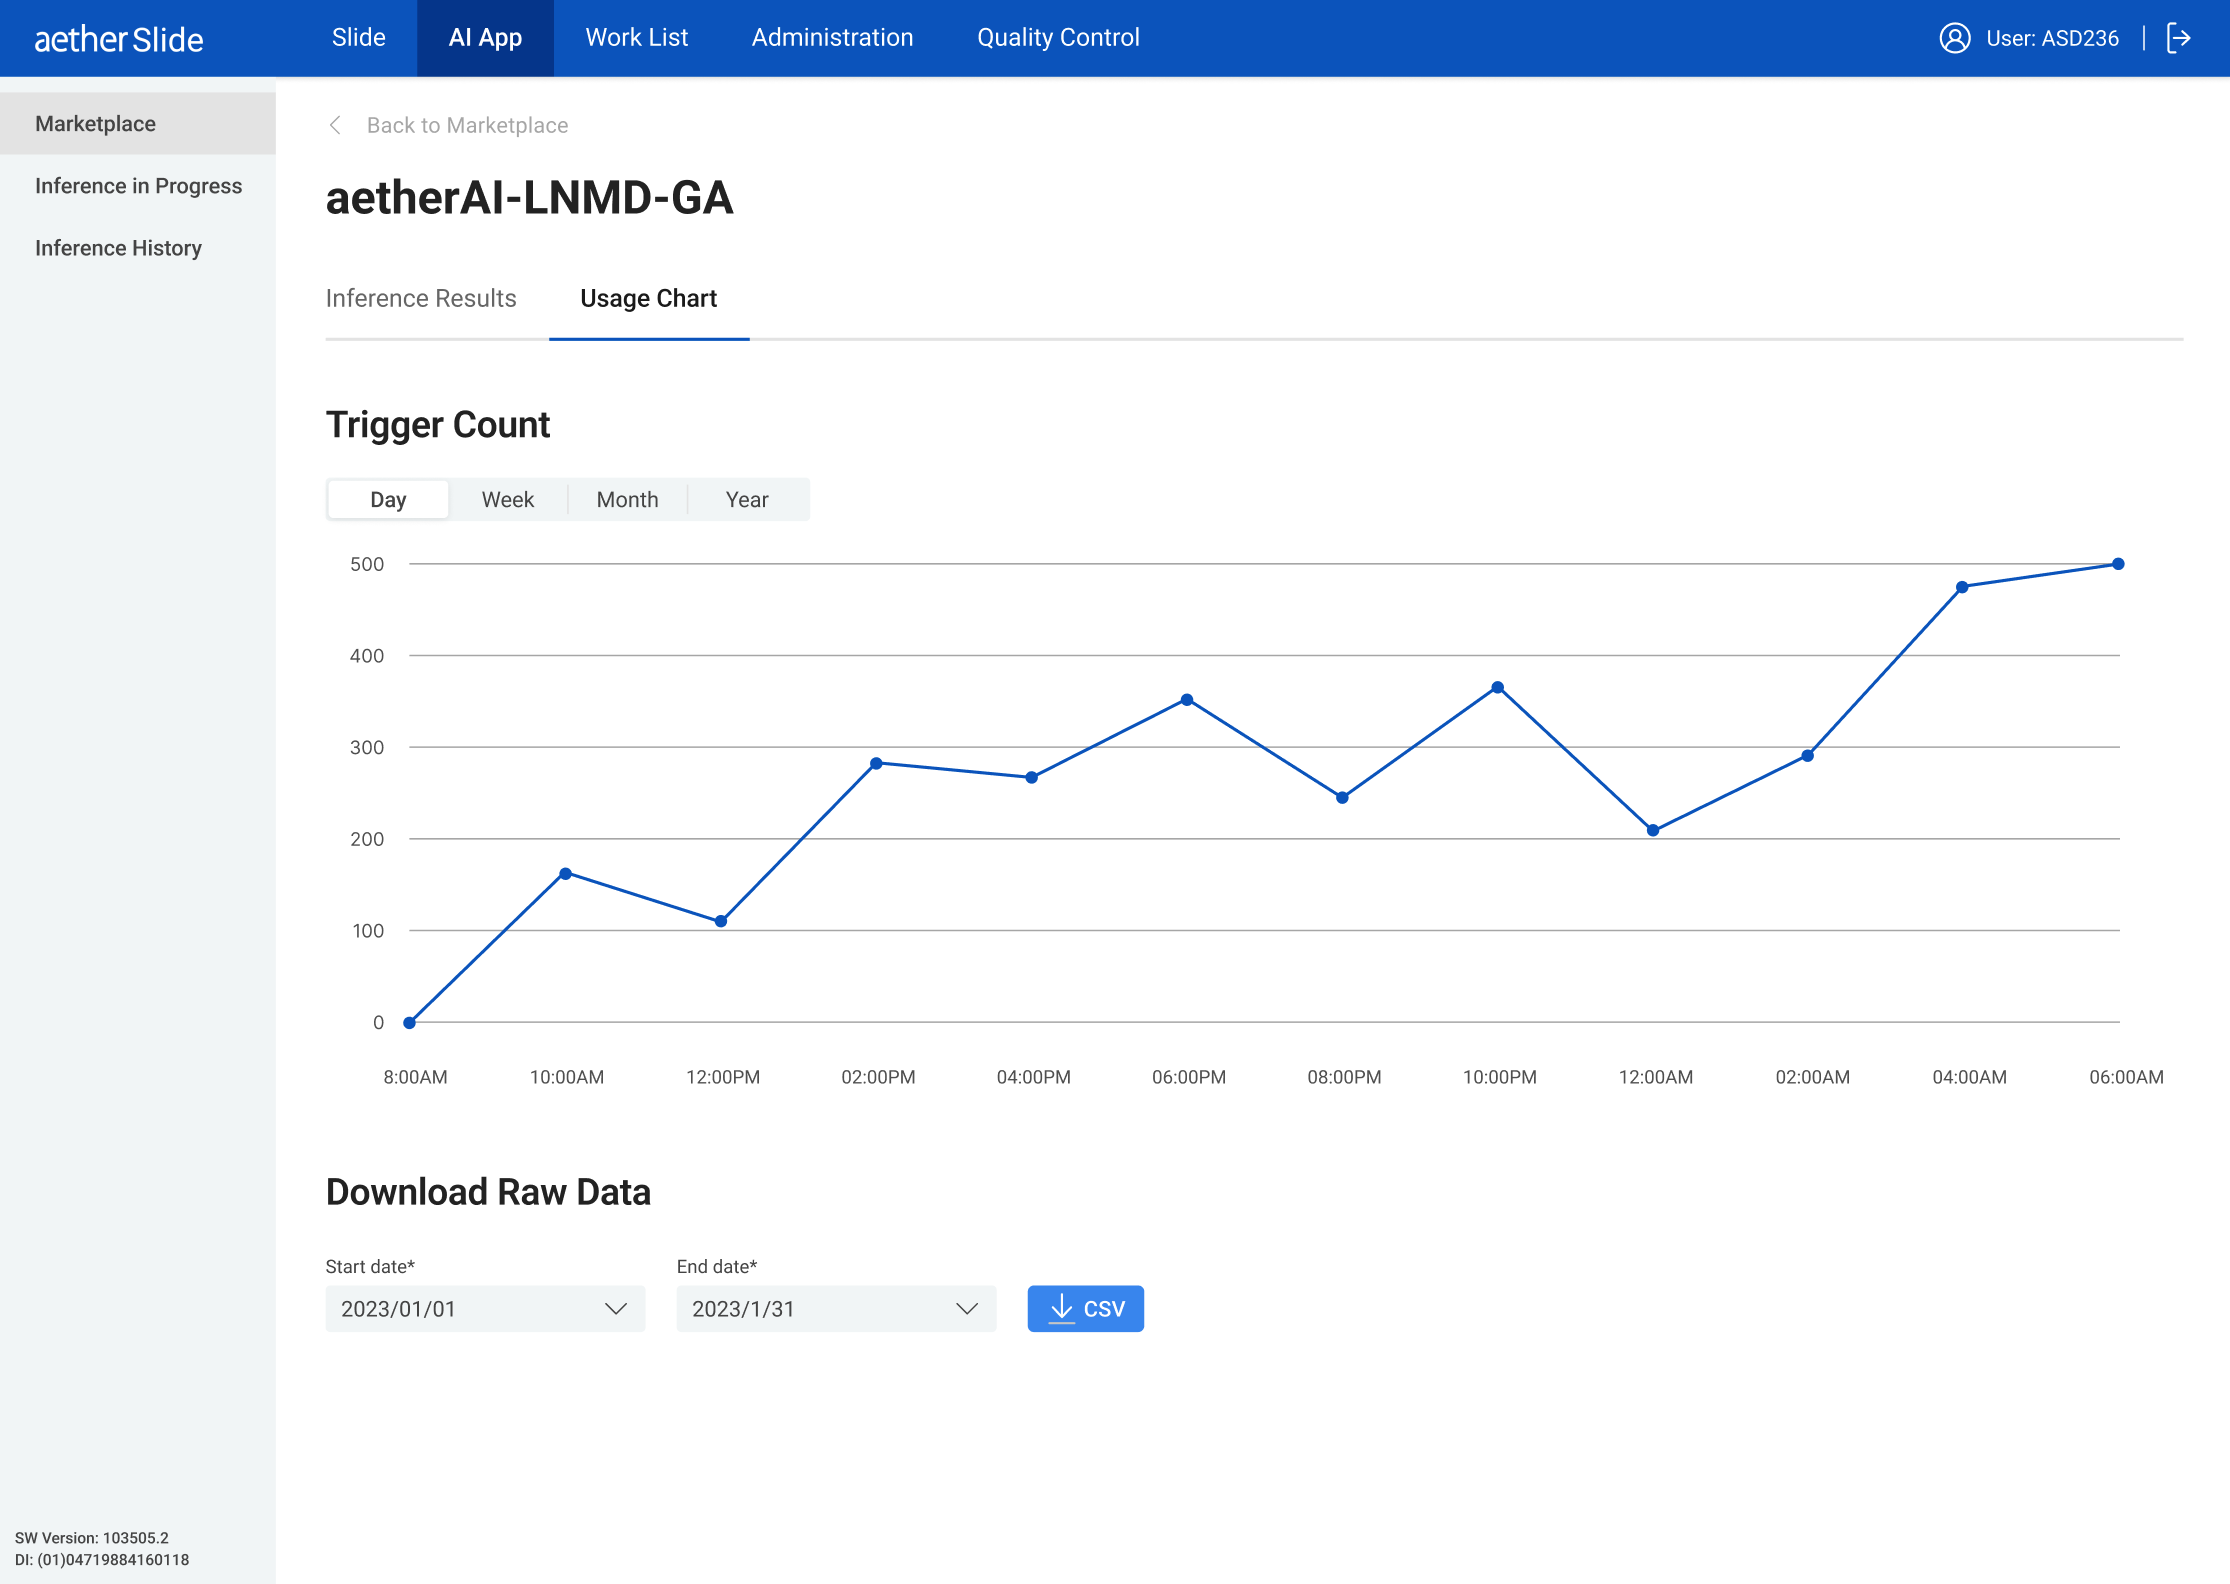 aether Slide
Slide
AI App
Work List
Administration
Quality Control
User: ASD236
Marketplace
Inference in Progress
Inference History
Back to Marketplace
aetherAI-LNMD-GA
Inference Results
Usage Chart
Trigger Count
Day
Week
Month
Year
500
400
300
200
100
0
8:00AM
10:00AM
12:00PM
02:00PM
04:00PM
06:00PM
08:00PM
10:00PM
12:00AM
02:00AM
04:00AM
06:00AM
Download Raw Data
Start date*
End date*
2023/01/01
2023/1/31
CSV
SW Version: 103505.2
DI: (01)04719884160118